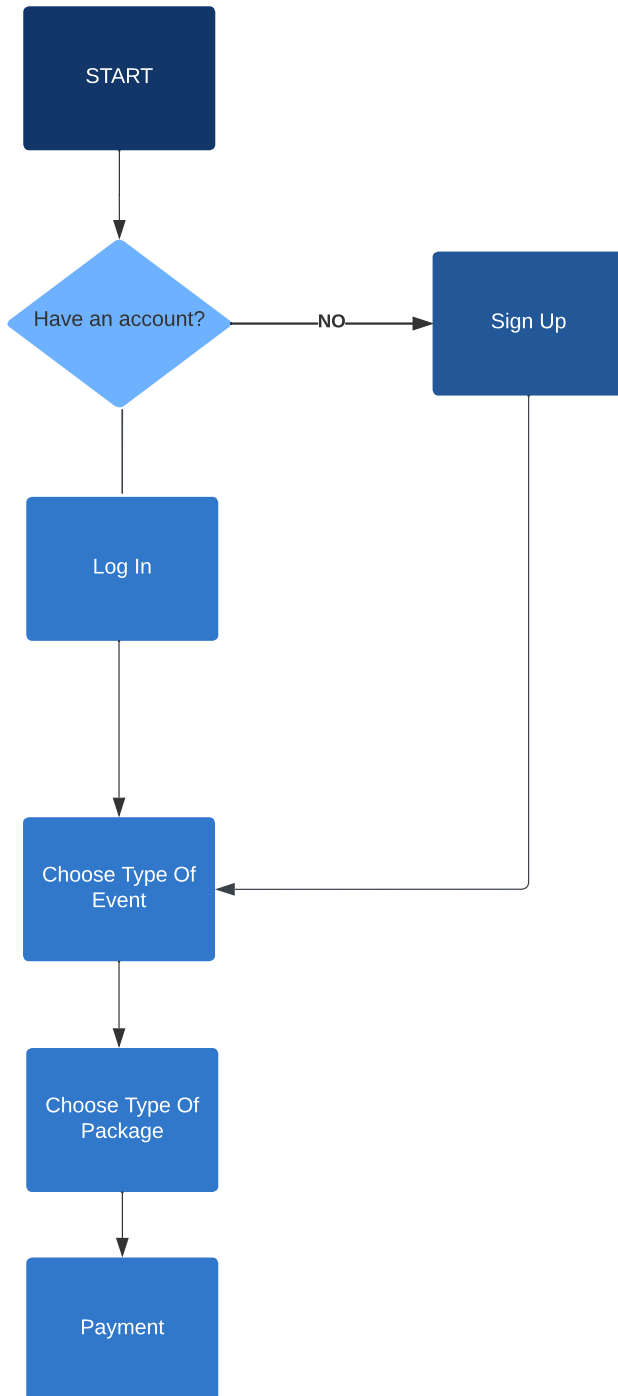 START
Have an account?
NO
Sign Up
Log In
Choose Type Of
Event
Choose Type Of
Package
Payment